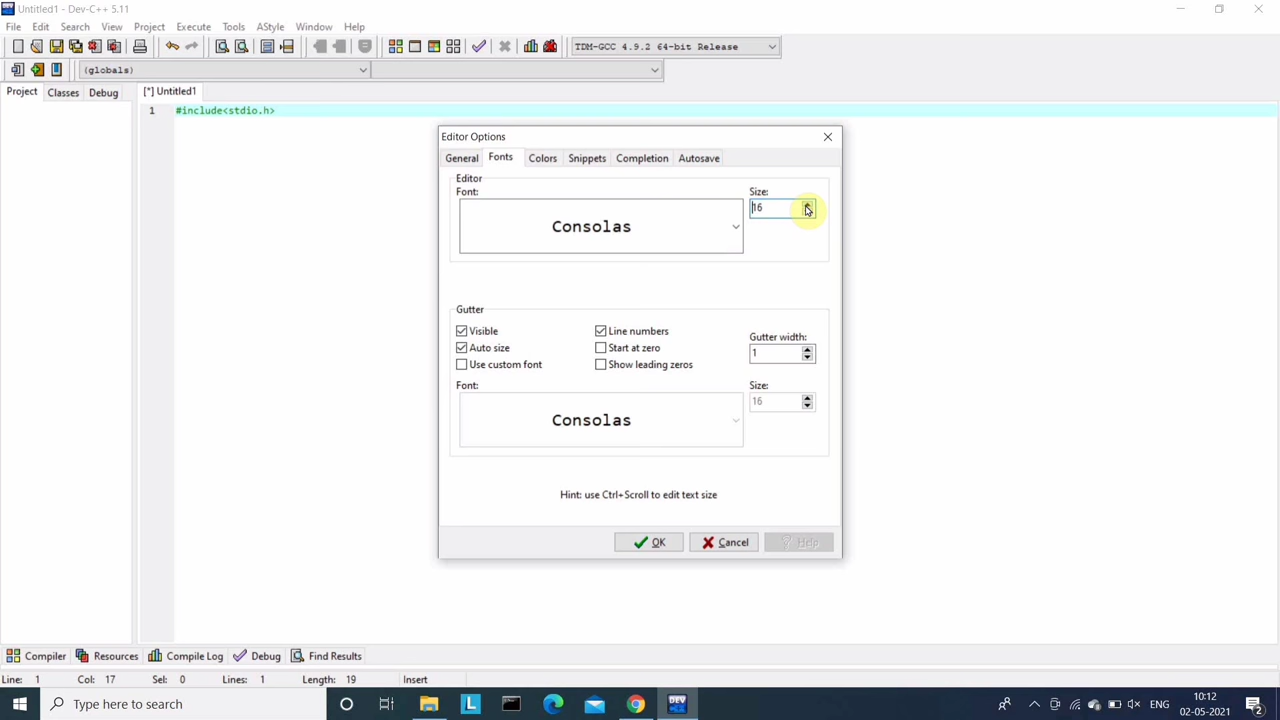 Untitled1 - Dev-C++ 5.11
File Edit Search View Project Execute Tools AStyle Window Help
TDM-GCC 4.9.2 64-bit Release
(globals)
Project Classes Debug [*] Untitled1
1 #include<stdio.h>
Editor Options
General Fonts Colors Snippets Completion Autosave
Editor
Font: Size:
Consolas 16
Gutter
Visible Line numbers
Gutter width:
Auto size Start at zero 1
Use custom font Show leading zeros
Font: Size:
Consolas 16
Hint: use Ctrl+Scroll to edit text size
OK Cancel Help
Compiler Resources Compile Log Debug Find Results
Line: 1 Col: 17 Sel: 0 Lines: 1 Length: 19 Insert
Type here to search
ENG
10:12
02-05-2021
2
DEV
L